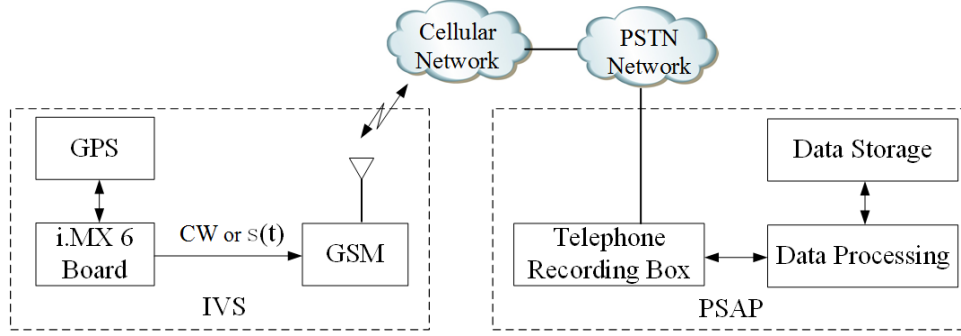 Cellular
Network
PSTN
Network
GPS
i.MX 6
Board
CW or s(t)
GSM
IVS
Data Storage
Telephone
Recording Box
Data Processing
PSAP